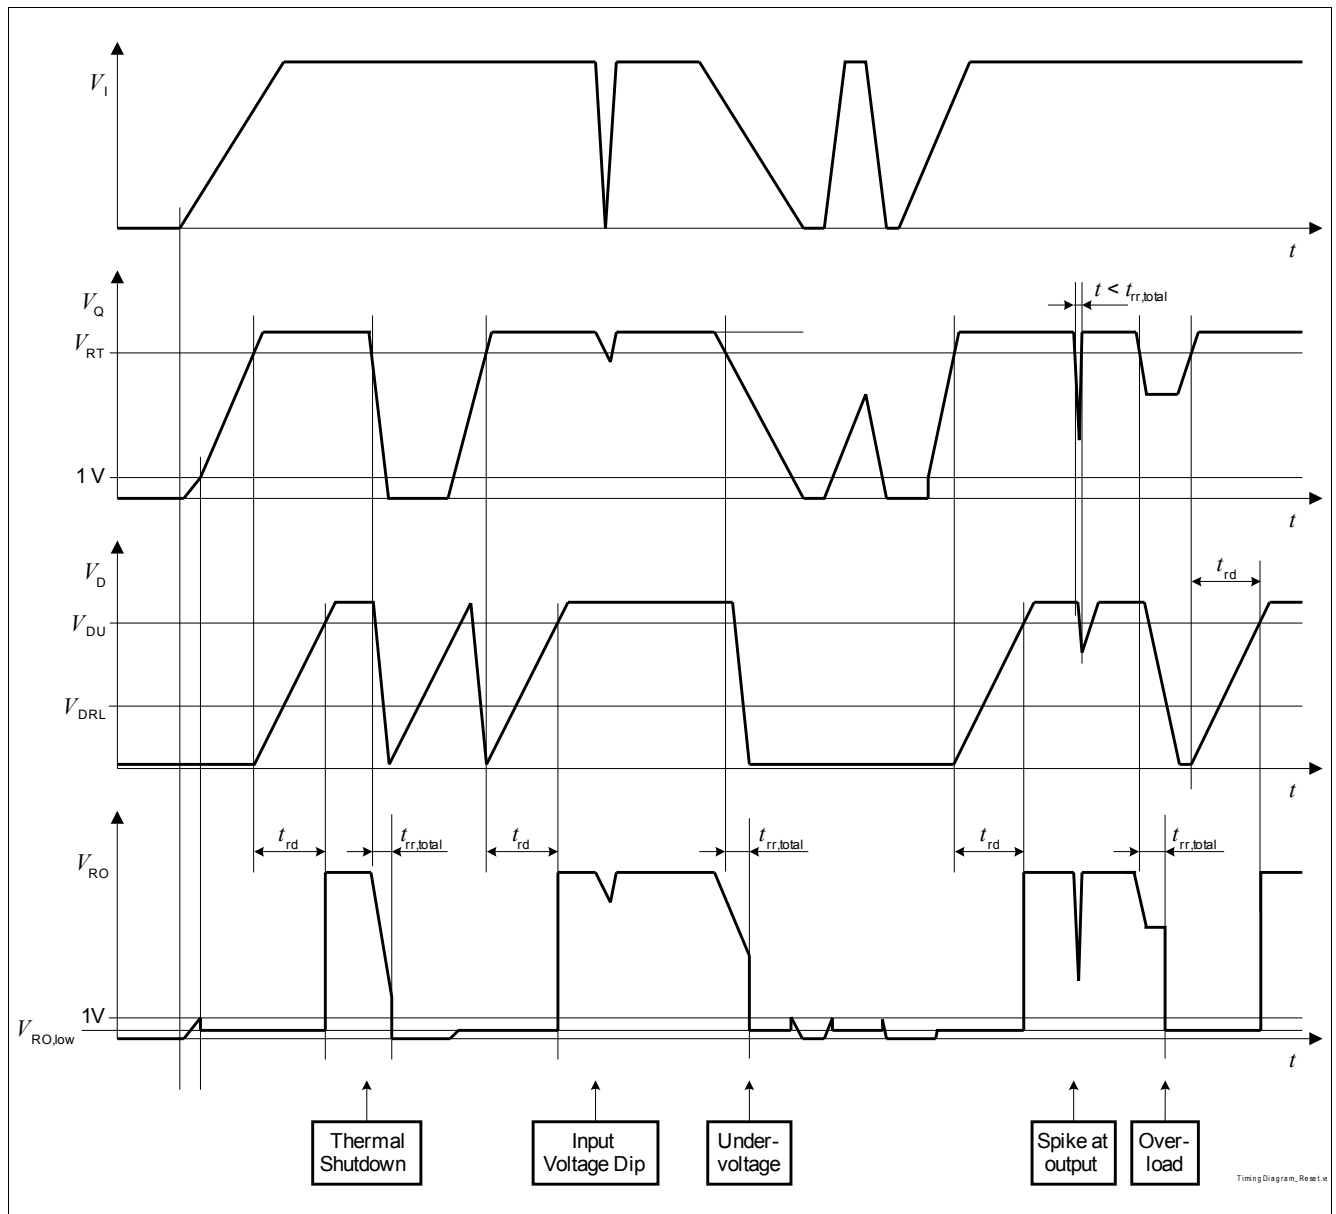 V_I
t
V_Q
t < t_rr,total
V_RT
1 V
t
V_D
t_rd
V_DU
V_DRL
t
t_rd
t_rr,total
t_rd
t_rr,total
t_rd
t_rr,total
V_RO
1V
V_RO,low
t
Thermal
Shutdown
Input
Voltage Dip
Under-
voltage
Spike at
output
Over-
load